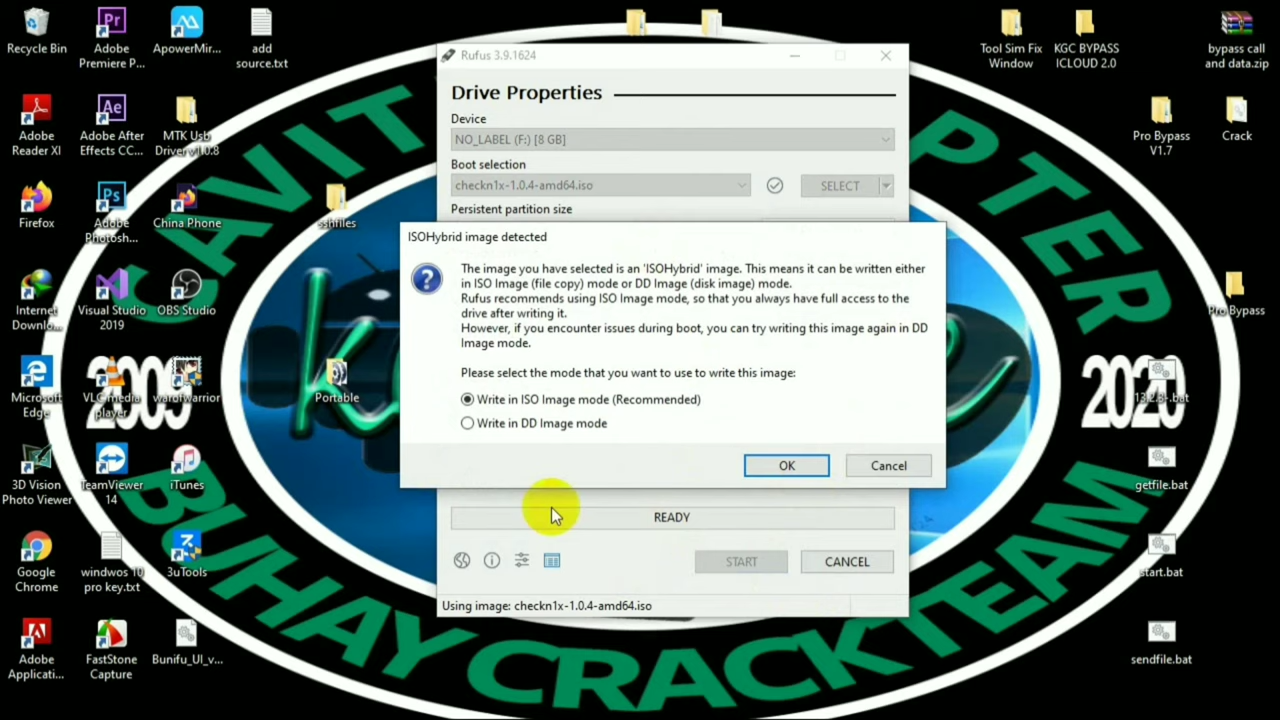 Recycle Bin
Adobe
Premiere P...
ApowerMir...
add
source.txt
Tool Sim Fix
Window
KGC BYPASS
ICLOUD 2.0
bypass call
and data.zip
Adobe
Reader XI
Adobe After
Effects CC...
MTK Usb
Driver v1.0.8
Pro Bypass
V1.7
Crack
Firefox
Adobe
Photosh...
China Phone
sshfiles
Internet
Downlo...
Visual Studio
2019
OBS Studio
Pro Bypass
Microsoft
Edge
VLC media
player
warofwarrior
Portable
13.2.3-.bat
3D Vision
Photo Viewer
TeamViewer
14
iTunes
getfile.bat
Google
Chrome
windwos 10
pro key.txt
3uTools
start.bat
Adobe
Applicati...
FastStone
Capture
Bunifu_UI_v...
sendfile.bat
CAVIT
PTER
2009
2020
BUHAY CRACKTEAM
Rufus 3.9.1624
Drive Properties
Device
NO_LABEL (F:) [8 GB]
Boot selection
checkn1x-1.0.4-amd64.iso
SELECT
Persistent partition size
ISOHybrid image detected
The image you have selected is an 'ISOHybrid' image. This means it can be written either
in ISO Image (file copy) mode or DD Image (disk image) mode.
Rufus recommends using ISO Image mode, so that you always have full access to the
drive after writing it.
However, if you encounter issues during boot, you can try writing this image again in DD
Image mode.
Please select the mode that you want to use to write this image:
Write in ISO Image mode (Recommended)
Write in DD Image mode
OK
Cancel
READY
START
CANCEL
Using image: checkn1x-1.0.4-amd64.iso